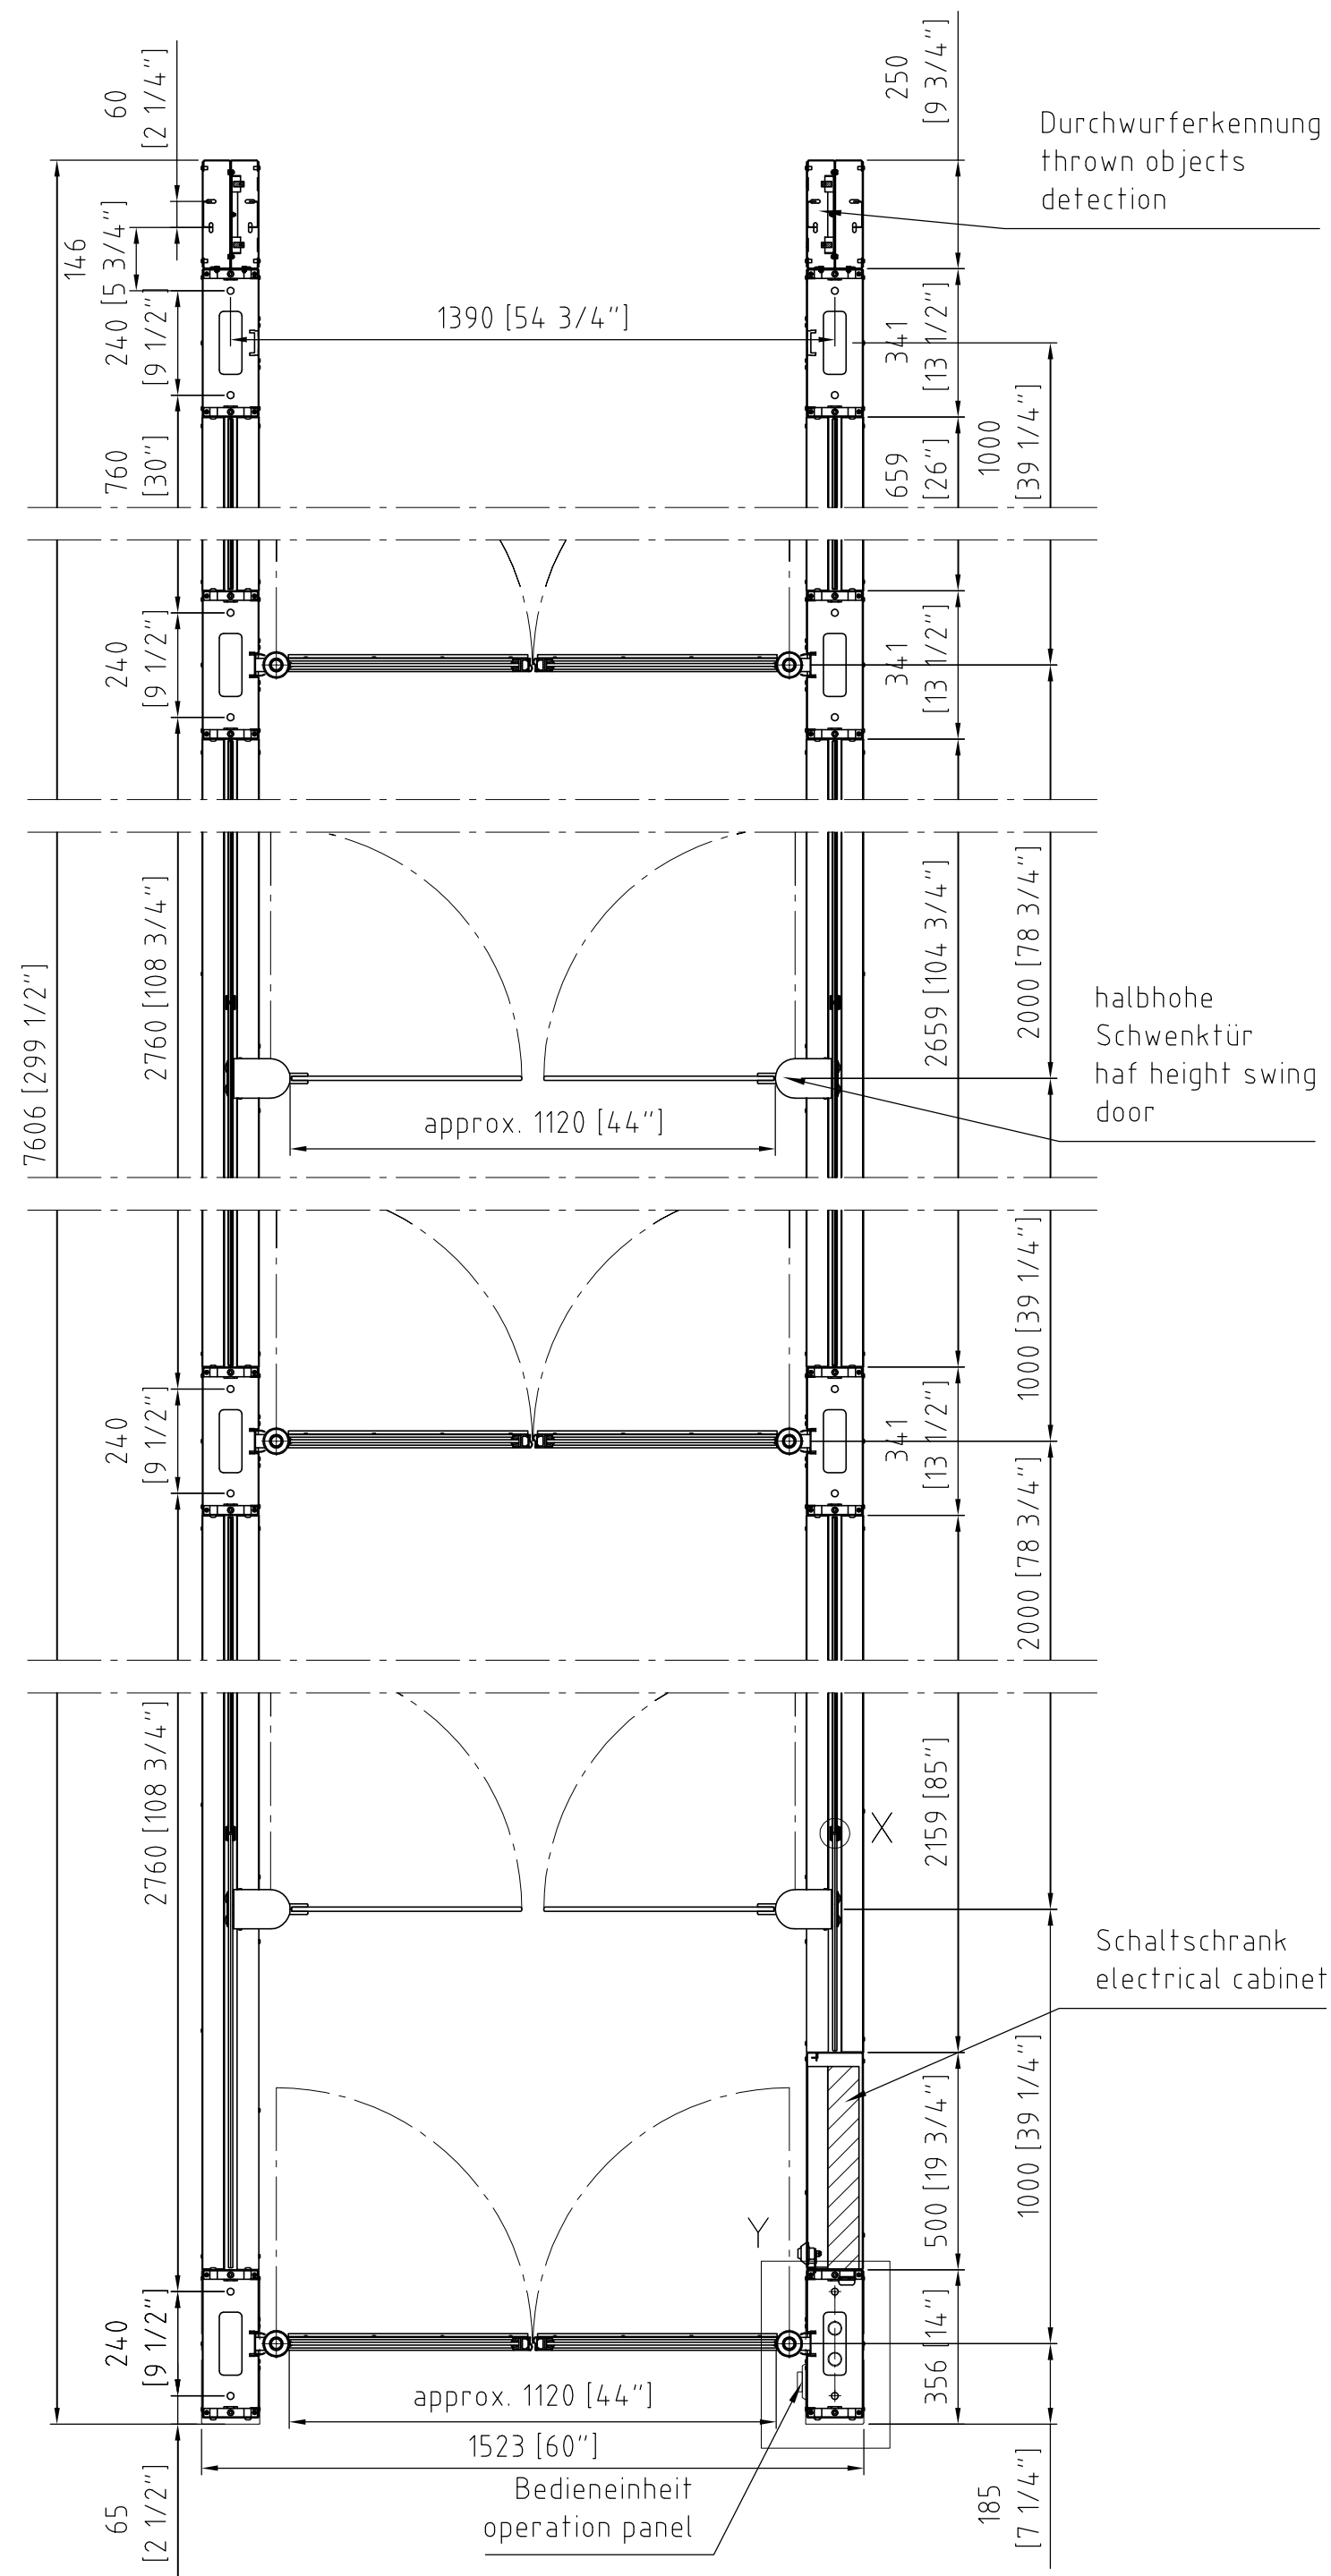 60
[2 1/4"]
250
[9 3/4"]
Durchwurferkennung
thrown objects
detection
146
[5 3/4"]
240
[9 1/2"]
1390 [54 3/4"]
341
[13 1/2"]
760
[30"]
659
[26"]
1000
[39 1/4"]
240
[9 1/2"]
341
[13 1/2"]
7606 [299 1/2"]
2760 [108 3/4"]
2659 [104 3/4"]
2000 [78 3/4"]
halbhohe
Schwenktür
haf height swing
door
approx. 1120 [44"]
1000 [39 1/4"]
240
[9 1/2"]
341
[13 1/2"]
2000 [78 3/4"]
2760 [108 3/4"]
2159 [85"]
X
Schaltschrank
electrical cabinet
500 [19 3/4"]
1000 [39 1/4"]
Y
240
[9 1/2"]
356 [14"]
approx. 1120 [44"]
1523 [60"]
65
[2 1/2"]
Bedieneinheit
operation panel
185
[7 1/4"]